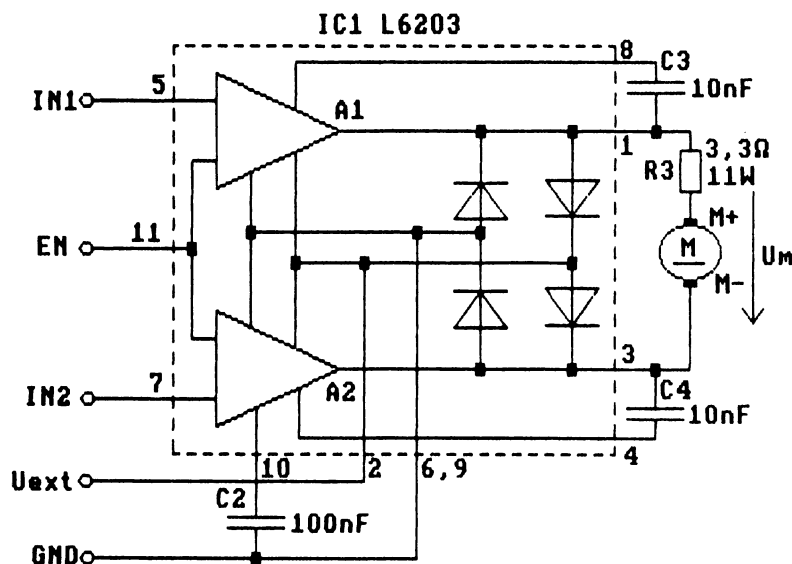 IC1 L6203
8
C3
10nF
IN1
5
A1
1
3,3Ω
R3
11W
M+
EN
11
M
UM
M-
3
IN2
7
A2
C4
10nF
4
Uext
10
2
6,9
C2
100nF
GND